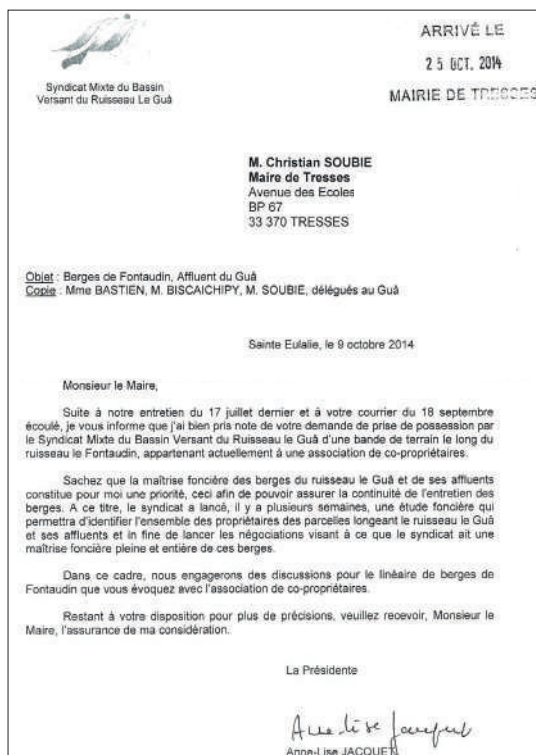 ARRIVÉ LE
25 OCT. 2014
MAIRIE DE TRESSES
Syndicat Mixte du Bassin
Versant du Ruisseau Le Guâ
M. Christian SOUBIE
Maire de Tresses
Avenue des Ecoles
BP 67
33 370 TRESSES
Objet : Berges de Fontaudin, Affluent du Guâ
Copie : Mme BASTIEN, M. BISCAICHIPY, M. SOUBIE, délégués au Guâ
Sainte Eulalie, le 9 octobre 2014
Monsieur le Maire,
Suite à notre entretien du 17 juillet dernier et à votre courrier du 18 septembre
écoulé, je vous informe que j'ai bien pris note de votre demande de prise de possession par
le Syndicat Mixte du Bassin Versant du Ruisseau le Guâ d'une bande de terrain le long du
ruisseau le Fontaudin, appartenant actuellement à une association de co-propriétaires.
Sachez que la maîtrise foncière des berges du ruisseau le Guâ et de ses affluents
constitue pour moi une priorité, ceci afin de pouvoir assurer la continuité de l'entretien des
berges. A ce titre, le syndicat a lancé, il y a plusieurs semaines, une étude foncière qui
permettra d'identifier l'ensemble des propriétaires des parcelles longeant le ruisseau le Guâ
et ses affluents et in fine de lancer les négociations visant à ce que le syndicat ait une
maîtrise foncière pleine et entière de ces berges.
Dans ce cadre, nous engagerons des discussions pour le linéaire de berges de
Fontaudin que vous évoquez avec l'association de co-propriétaires.
Restant à votre disposition pour plus de précisions, veuillez recevoir, Monsieur le
Maire, l'assurance de ma considération.
La Présidente
Anne-Lise Jacquet
Anne-Lise JACQUET